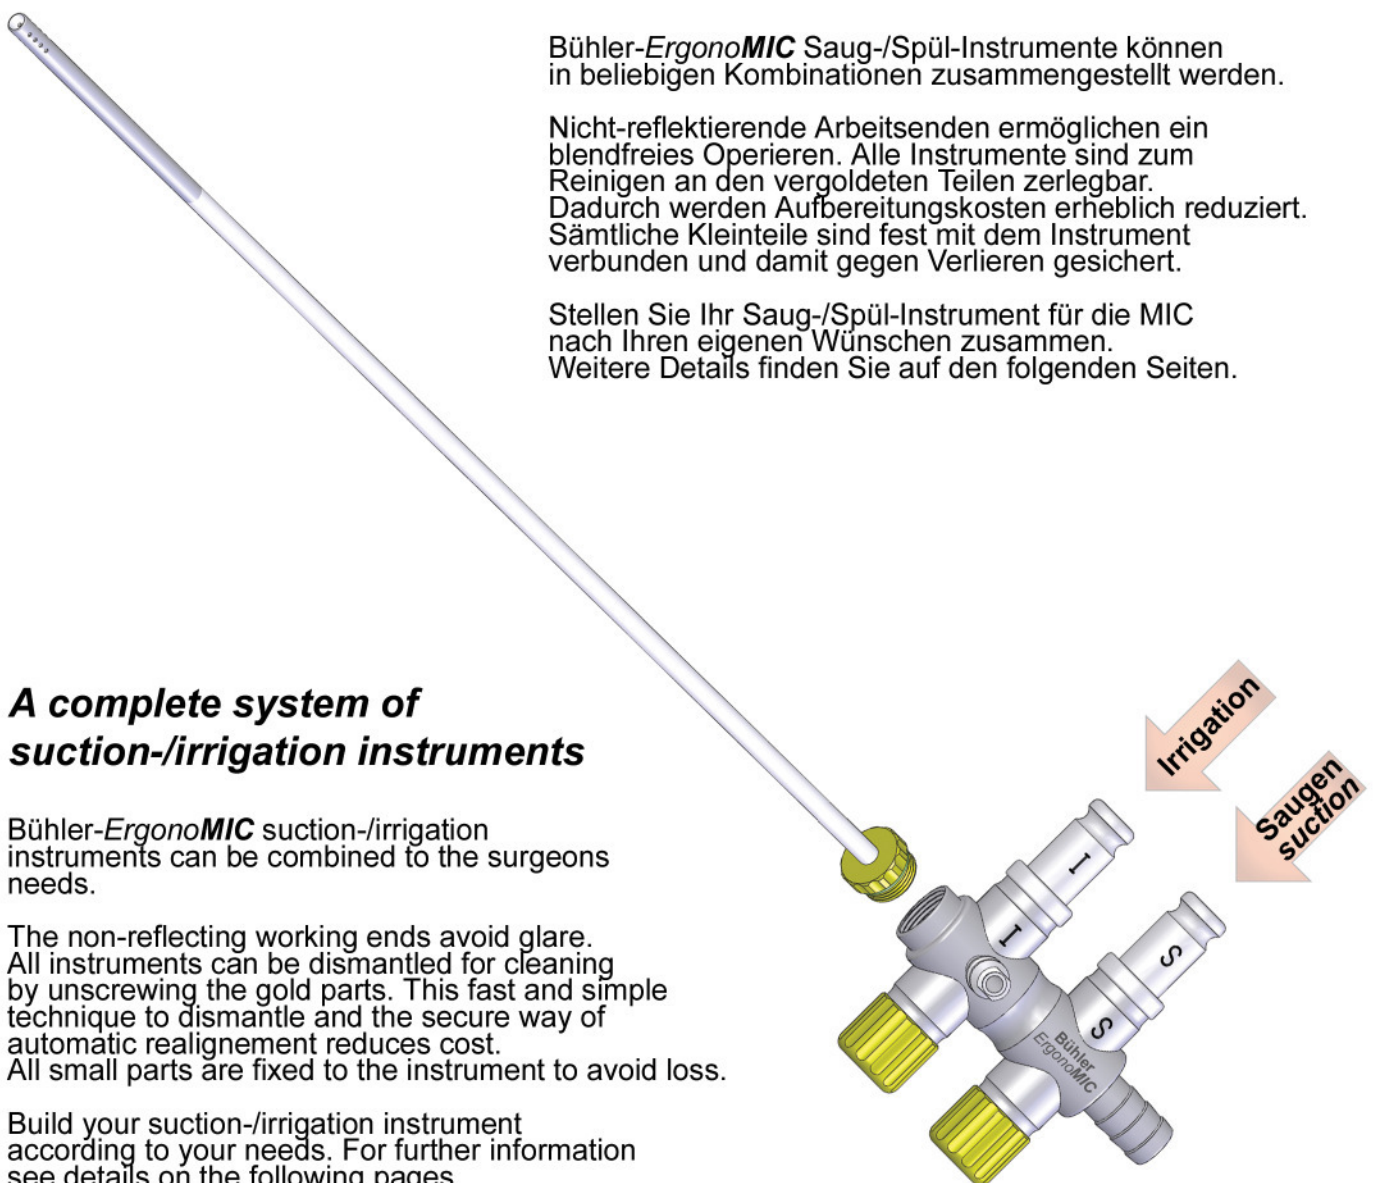 Bühler-ErgonoMIC Saug-/Spül-Instrumente können
in beliebigen Kombinationen zusammengestellt werden.
Nicht-reflektierende Arbeitsenden ermöglichen ein
blendfreies Operieren. Alle Instrumente sind zum
Reinigen an den vergoldeten Teilen zerlegbar.
Dadurch werden Aufbereitungskosten erheblich reduziert.
Sämtliche Kleinteile sind fest mit dem Instrument
verbunden und damit gegen Verlieren gesichert.
Stellen Sie Ihr Saug-/Spül-Instrument für die MIC
nach Ihren eigenen Wünschen zusammen.
Weitere Details finden Sie auf den folgenden Seiten.
A complete system of
suction-/irrigation instruments
Bühler-ErgonoMIC suction-/irrigation
instruments can be combined to the surgeons
needs.
The non-reflecting working ends avoid glare.
All instruments can be dismantled for cleaning
by unscrewing the gold parts. This fast and simple
technique to dismantle and the secure way of
automatic realignement reduces cost.
All small parts are fixed to the instrument to avoid loss.
Build your suction-/irrigation instrument
according to your needs. For further information
see details on the following pages
Irrigation
Saugen
suction
I
I
S
S
Bühler
ErgonoMIC